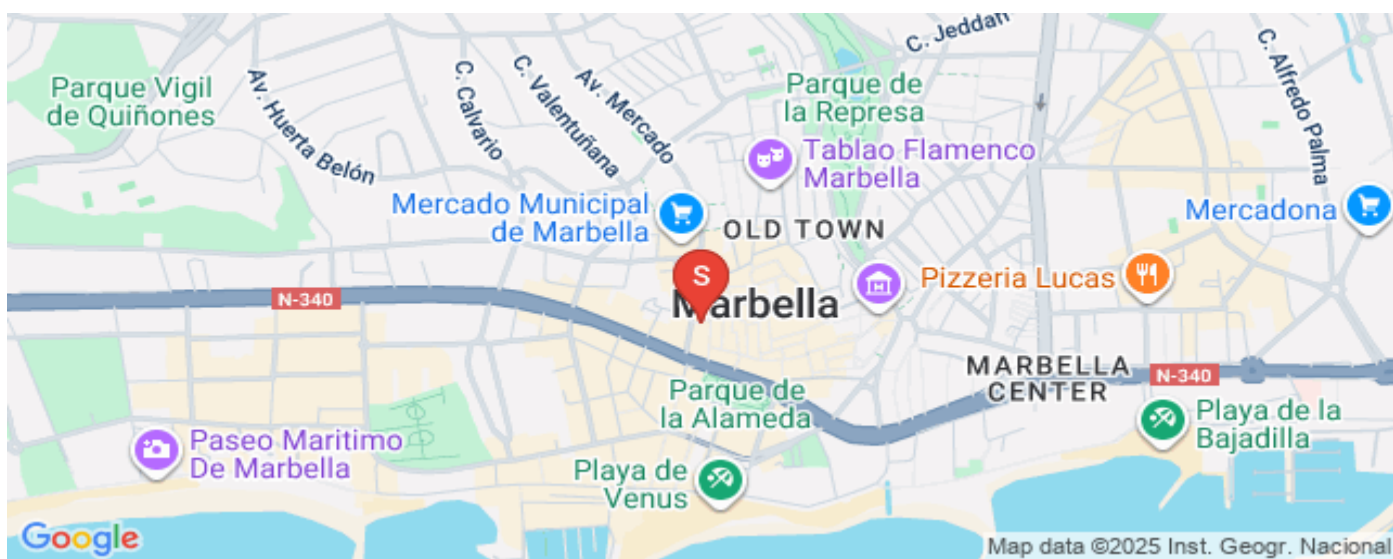 C. Jeddah
Parque Vigil
de Quiñones
Av. Huerta Belón
C. Calvario
C. Valentuñana
Av. Mercado
Parque de
la Represa
C. Alfredo Palma
Tablao Flamenco
Marbella
Mercado Municipal
de Marbella
OLD TOWN
Mercadona
S
Marbella
Pizzeria Lucas
N-340
MARBELLA
CENTER
N-340
Parque de
la Alameda
Playa de la
Bajadilla
Paseo Maritimo
De Marbella
Playa de
Venus
Google
Map data ©2025 Inst. Geogr. Nacional